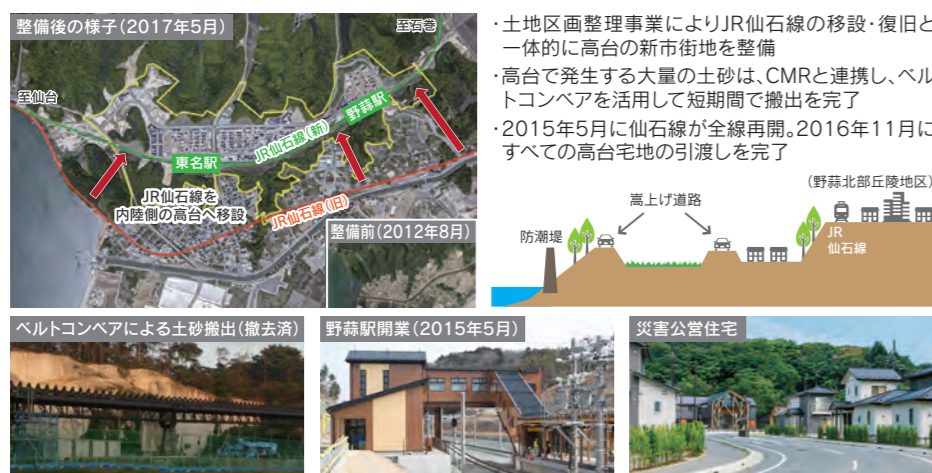 整備後の様子(2017年5月)
至石巻
至仙台
野蒜駅
JR仙石線(新)
東名駅
JR仙石線を
内陸側の高台へ移設
JR仙石線(旧)
整備前(2012年8月)
・土地区画整理事業によりJR仙石線の移設・復旧と
一体的に高台の新市街地を整備
・高台で発生する大量の土砂は、CMRと連携し、ベル
トコンベアを活用して短期間で搬出を完了
・2015年5月に仙石線が全線再開。2016年11月に
すべての高台宅地の引渡しを完了
(野蒜北部丘陵地区)
嵩上げ道路
防潮堤
JR
仙石線
ベルトコンベアによる土砂搬出(撤去済)
野蒜駅開業(2015年5月)
災害公営住宅